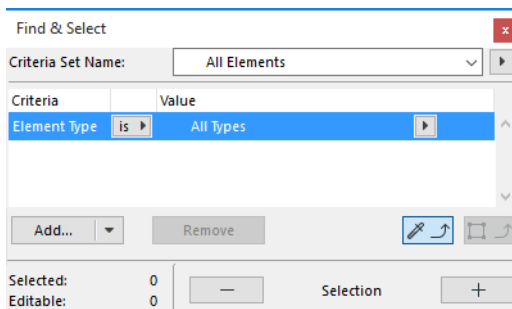 Find & Select
x
Criteria Set Name: All Elements
Criteria Value
Element Type is All Types
Add... Remove
Selected: 0
Editable: 0
− Selection +